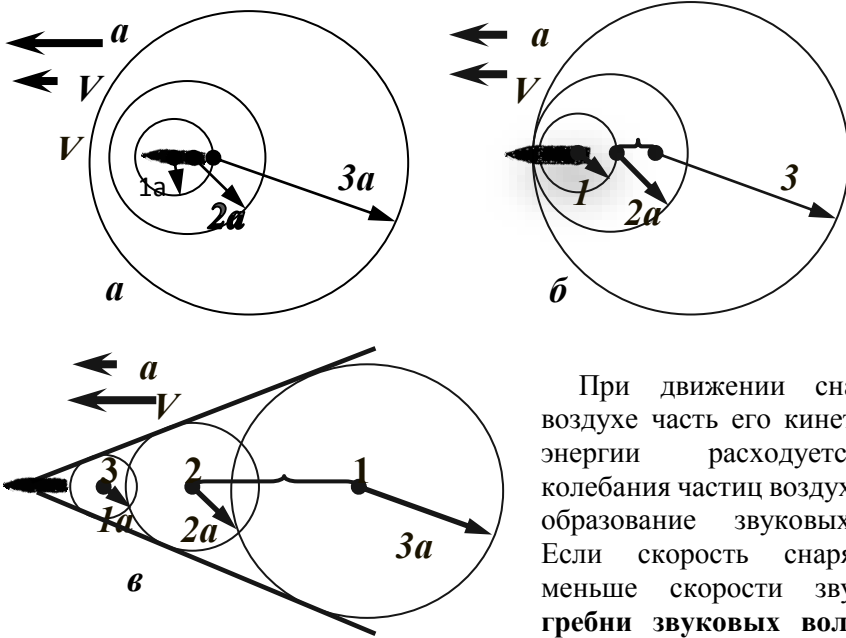 a
V
V
1a
2a
3a
а
a
V
1
2a
3
б
a
V
3
2
1
1a
2a
3a
в
При движении сна
воздухе часть его кинет
энергии расходуетс
колебания частиц воздух
образование звуковых
Если скорость снаря
меньше скорости зву
гребни звуковых вол